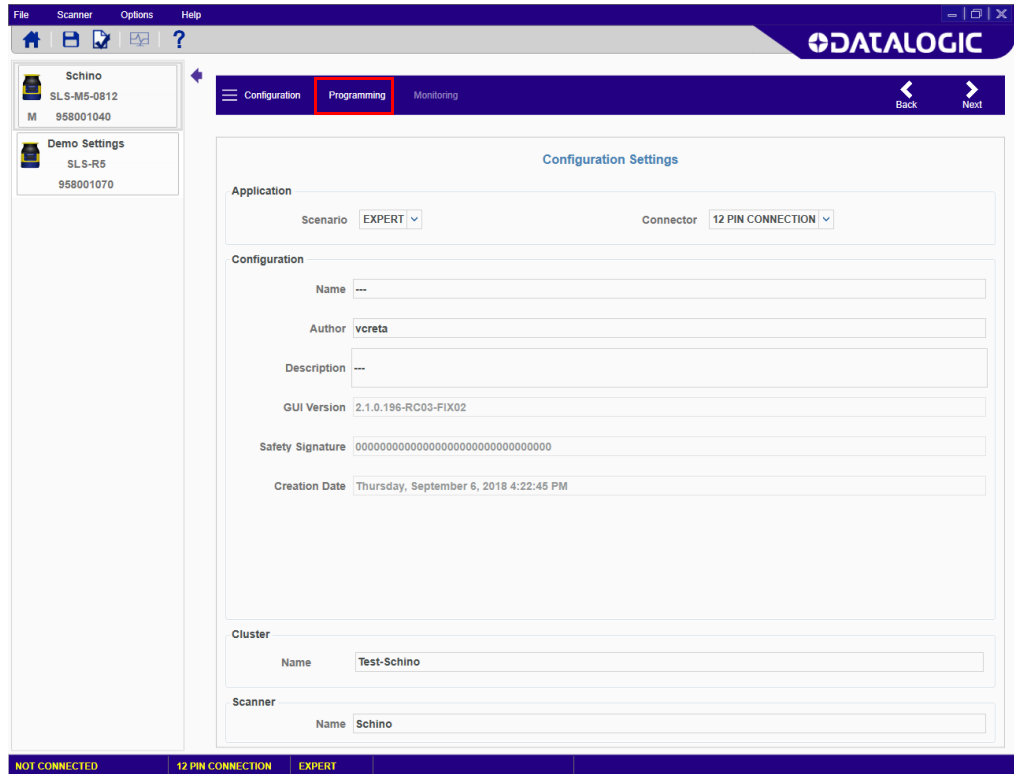 File Scanner Options Help
DATALOGIC
Schino
SLS-M5-0812
M 958001040
Demo Settings
SLS-R5
958001070
Configuration Programming Monitoring Back Next
Configuration Settings
Application
Scenario EXPERT Connector 12 PIN CONNECTION
Configuration
Name ---
Author vcreta
Description ---
GUI Version 2.1.0.196-RC03-FIX02
Safety Signature 00000000000000000000000000000000
Creation Date Thursday, September 6, 2018 4:22:45 PM
Cluster
Name Test-Schino
Scanner
Name Schino
NOT CONNECTED 12 PIN CONNECTION EXPERT